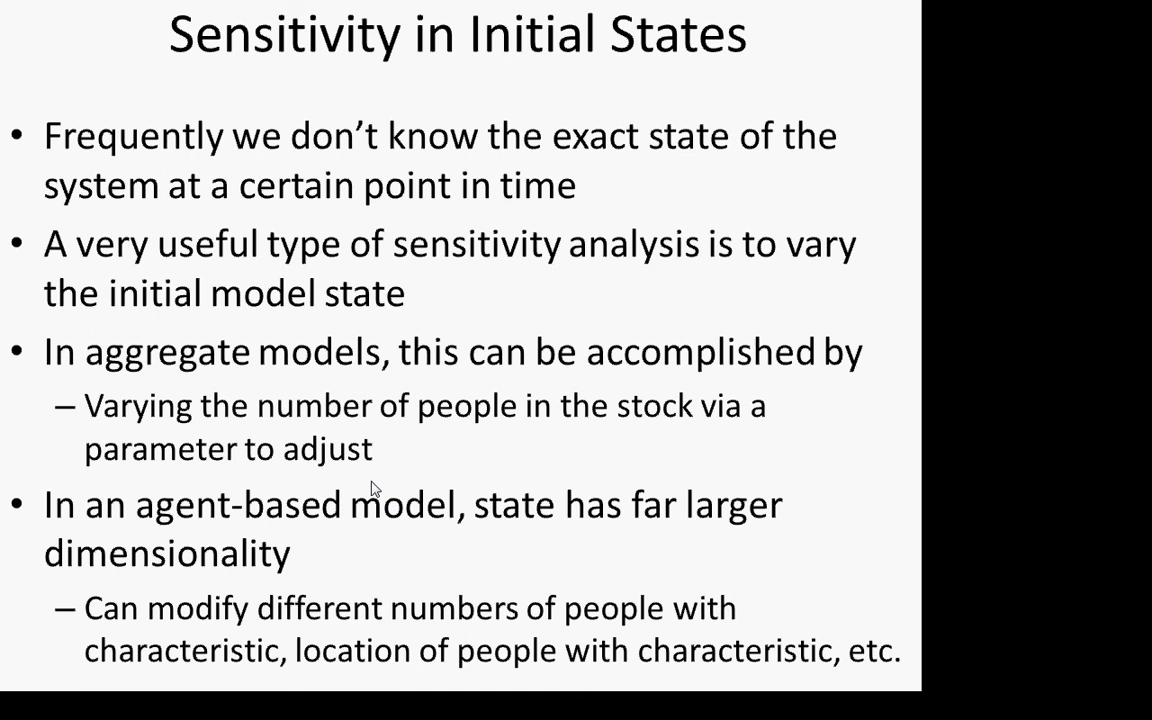 Sensitivity in Initial States
• Frequently we don’t know the exact state of the
system at a certain point in time
• A very useful type of sensitivity analysis is to vary
the initial model state
• In aggregate models, this can be accomplished by
– Varying the number of people in the stock via a
parameter to adjust
• In an agent-based model, state has far larger
dimensionality
– Can modify different numbers of people with
characteristic, location of people with characteristic, etc.